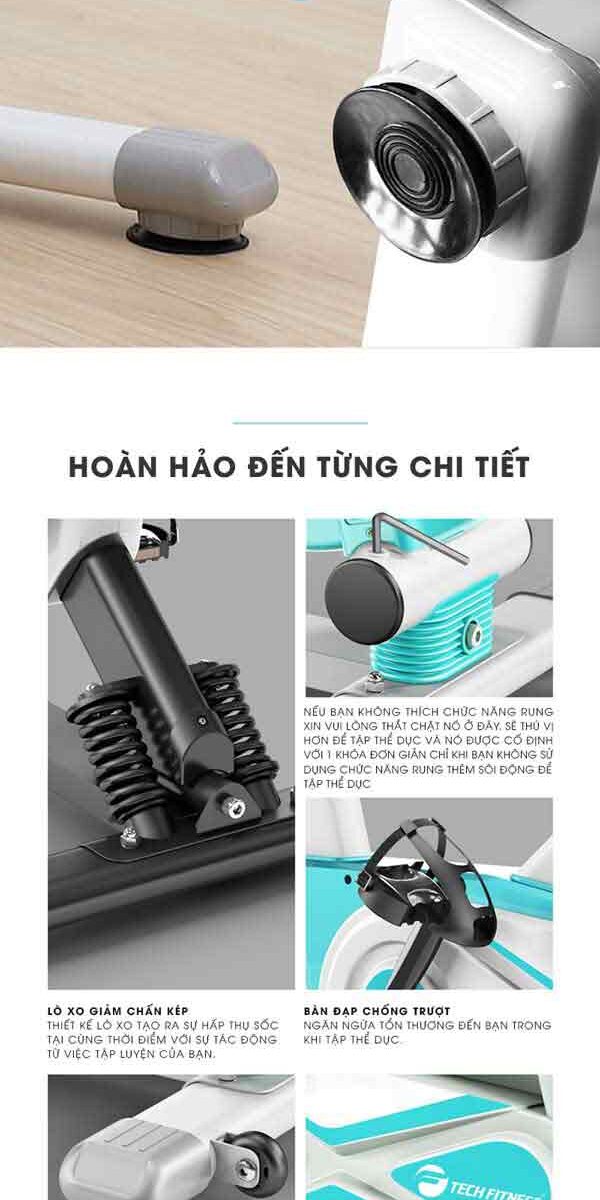 HOÀN HẢO ĐẾN TỪNG CHI TIẾT
NẾU BẠN KHÔNG THÍCH CHỨC NĂNG RUNG
XIN VUI LÒNG THẮT CHẶT NÓ Ở ĐÂY. SẼ THÚ VỊ
HƠN ĐỂ TẬP THỂ DỤC VÀ NÓ ĐƯỢC CỐ ĐỊNH
VỚI 1 KHÓA ĐƠN GIẢN CHỈ KHI BẠN KHÔNG SỬ
DỤNG CHỨC NĂNG RUNG THÊM SÔI ĐỘNG ĐỂ
TẬP THỂ DỤC
LÒ XO GIẢM CHẤN KÉP
THIẾT KẾ LÒ XO TẠO RA SỰ HẤP THỤ SỐC
TẠI CÙNG THỜI ĐIỂM VỚI SỰ TÁC ĐỘNG
TỪ VIỆC TẬP LUYỆN CỦA BẠN.
BÀN ĐẠP CHỐNG TRƯỢT
NGĂN NGỪA TỔN THƯƠNG ĐẾN BẠN TRONG
KHI TẬP THỂ DỤC.
TECH FITNESS